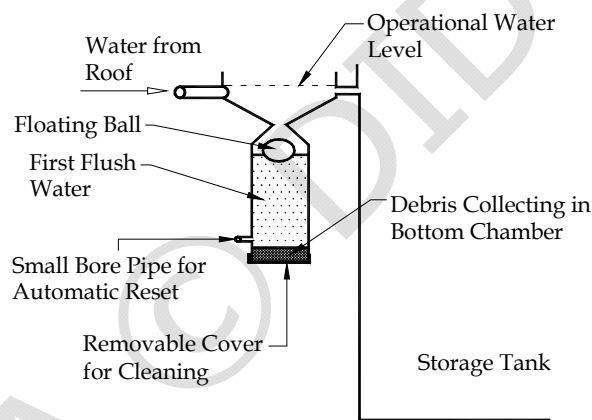 Operational Water
Level
Water from
Roof
Floating Ball
First Flush
Water
Debris Collecting in
Bottom Chamber
Small Bore Pipe for
Automatic Reset
Removable Cover
for Cleaning
Storage Tank
© DID